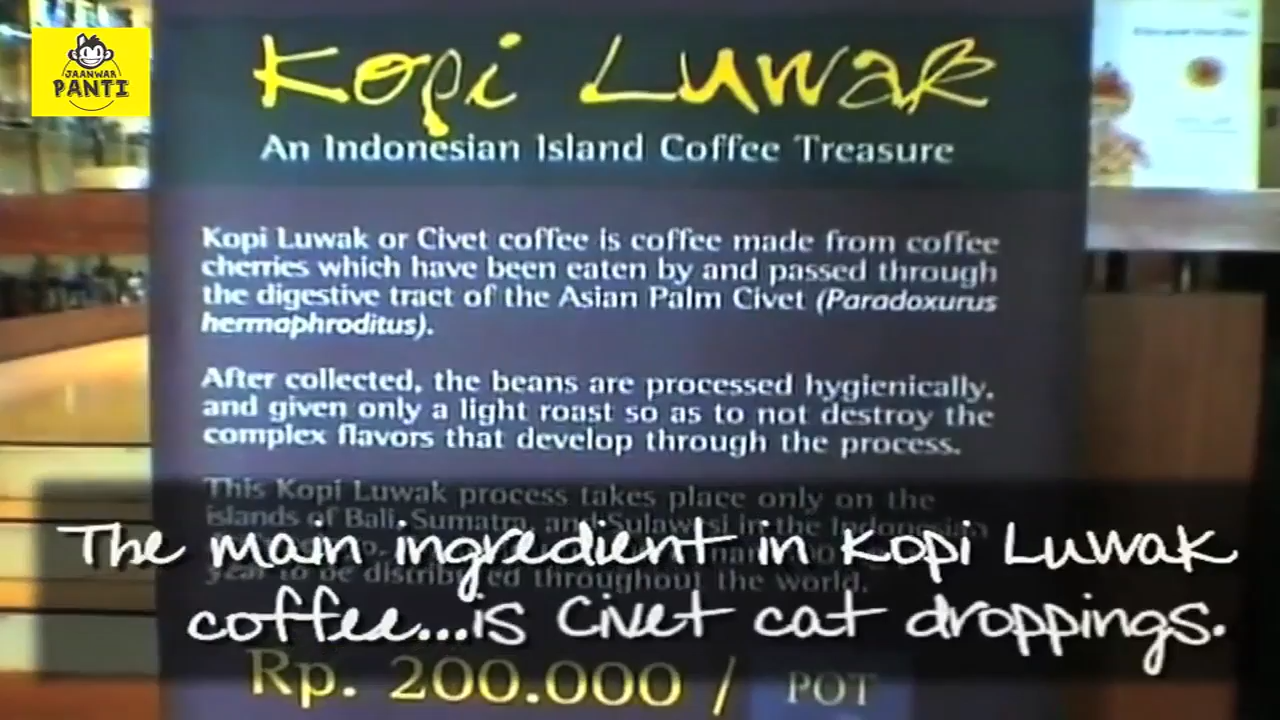 JAANWAR
PANTI
Kopi Luwak
An Indonesian Island Coffee Treasure
Kopi Luwak or Civet coffee is coffee made from coffee
cherries which have been eaten by and passed through
the digestive tract of the Asian Palm Civet (Paradoxurus
hermaphroditus).
After collected, the beans are processed hygienically,
and given only a light roast so as to not destroy the
complex flavors that develop through the process.
This Kopi Luwak process takes place only on the
islands of Bali, Sumatra, and Sulawesi in the Indonesian
year to be distributed throughout the world.
The main ingredient in Kopi Luwak
coffee...is Civet cat droppings.
Rp. 200.000 / POT